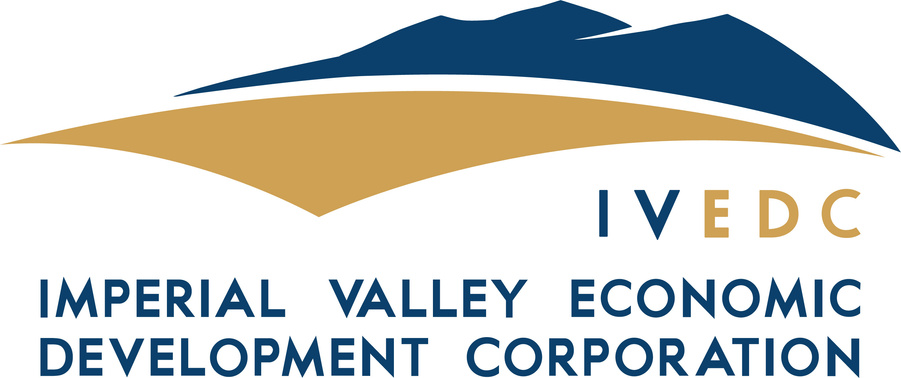 IVEDC
IMPERIAL VALLEY ECONOMIC
DEVELOPMENT CORPORATION